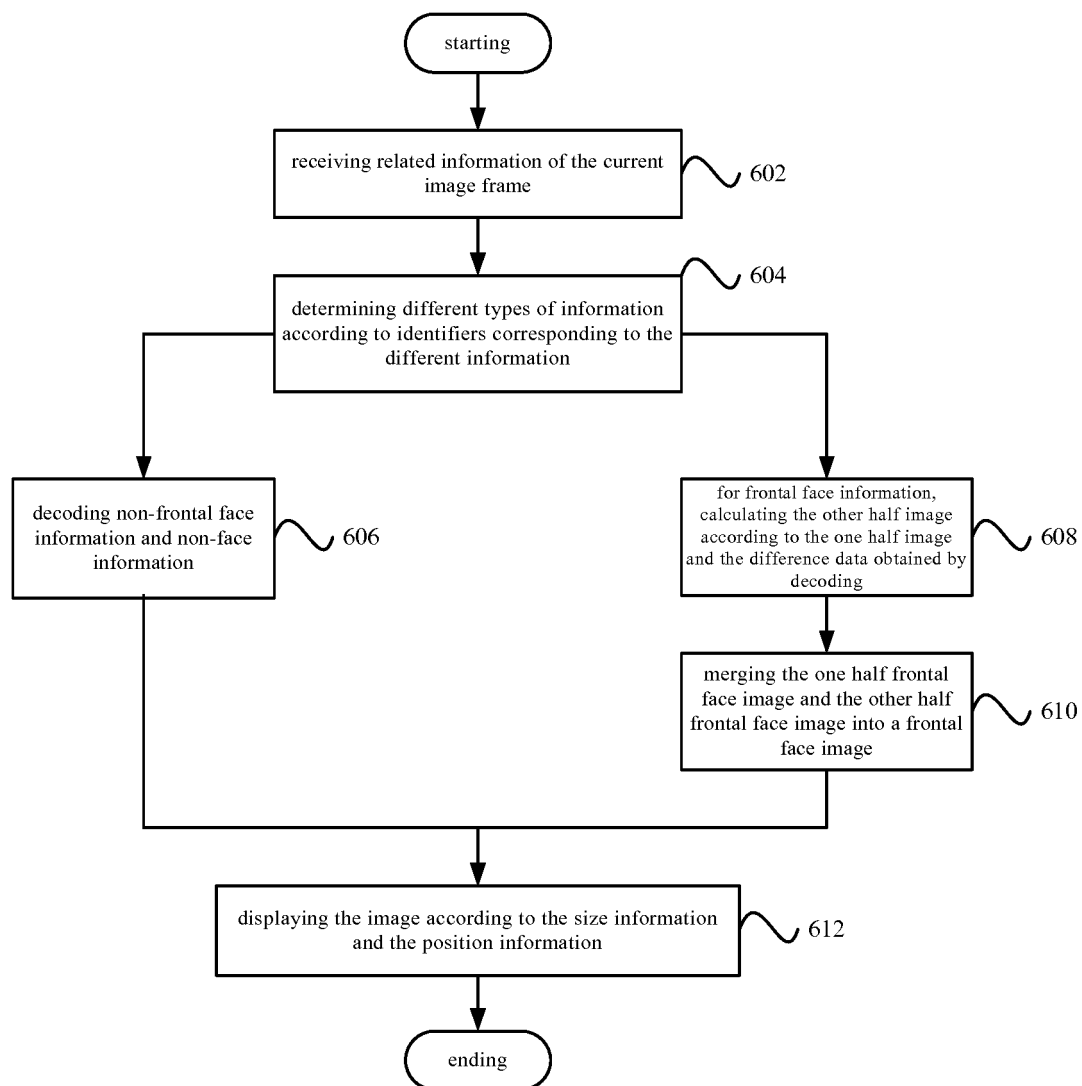 starting
receiving related information of the current
image frame
602
604
determining different types of information
according to identifiers corresponding to the
different information
decoding non-frontal face
information and non-face
information
606
for frontal face information,
calculating the other half image
according to the one half image
and the difference data obtained by
decoding
608
merging the one half frontal
face image and the other half
frontal face image into a frontal
face image
610
displaying the image according to the size information
and the position information
612
ending